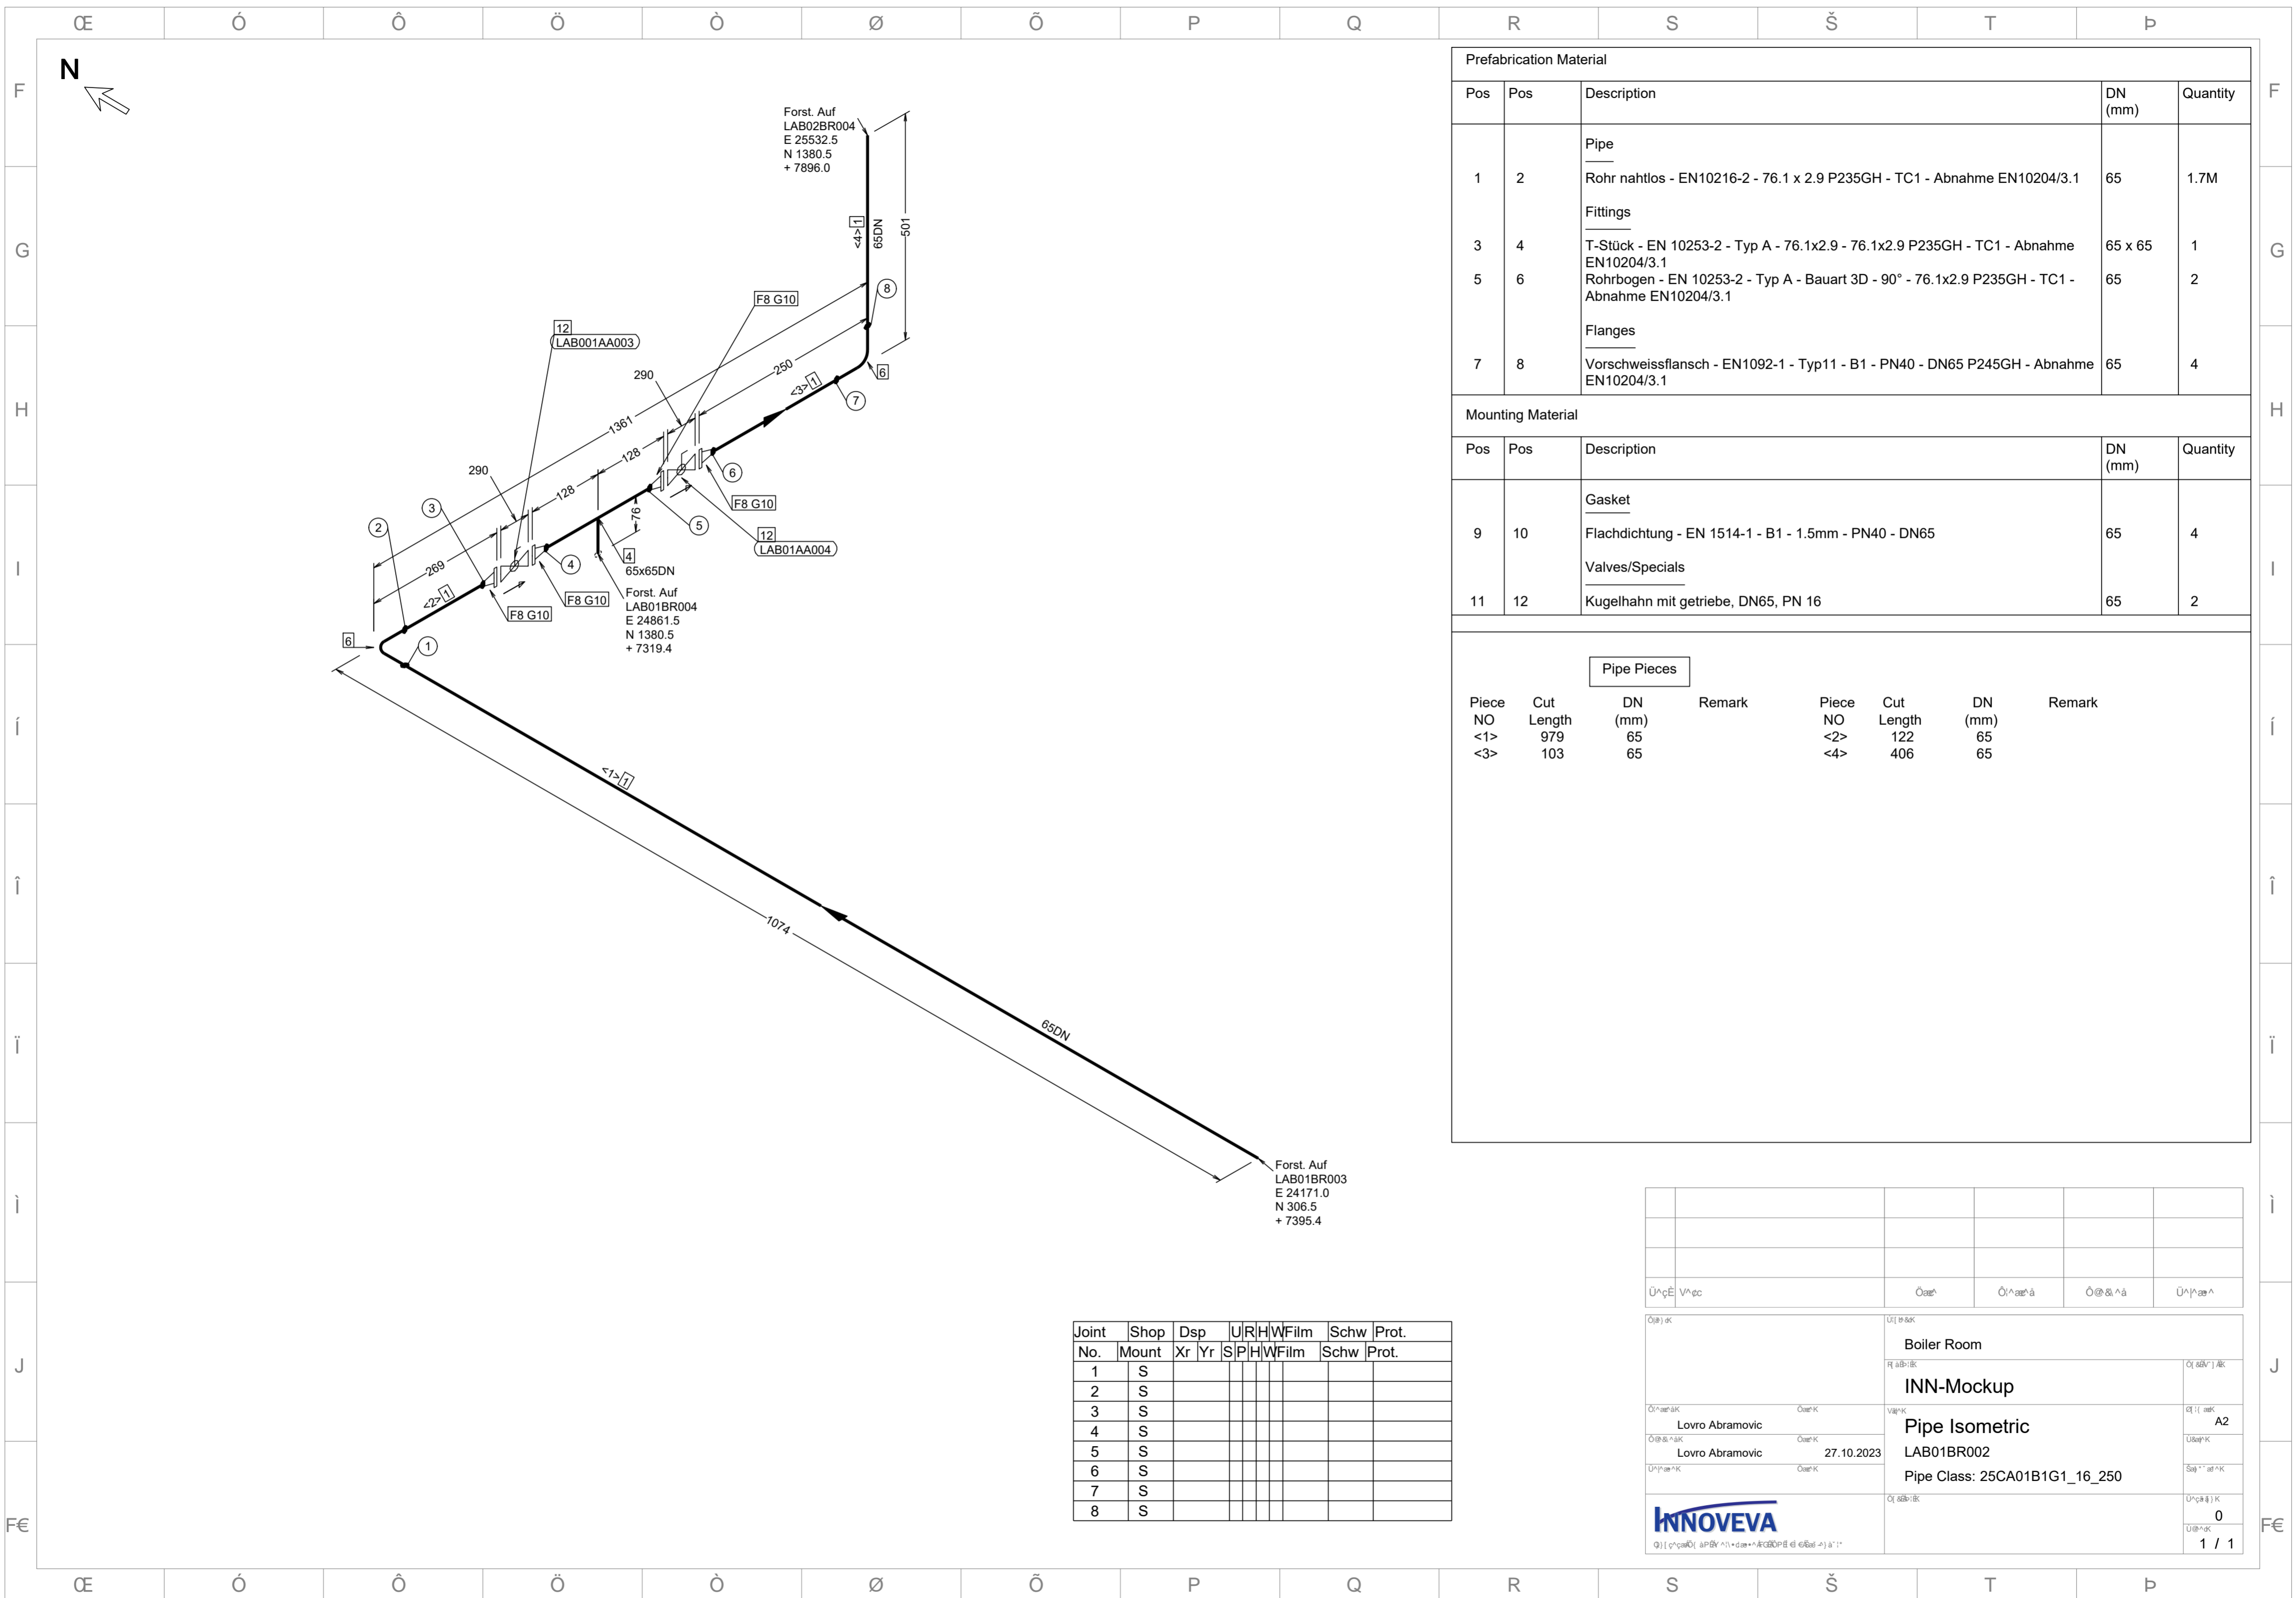 Œ Ó Ô Ö Ò Ø Õ P Q R S Š T Þ
F
G
H
I
Í
Î
Ï
Ì
J
F€
N
Forst. Auf
LAB02BR004
E 25532.5
N 1380.5
+ 7896.0
<4>1
65DN
501
8
F8 G10
12
LAB001AA003
290
250
<3>1
6
7
1361
128
290
128
6
F8 G10
3
2
76
5
12
LAB01AA004
4
65x65DN
4
269
<2>1
F8 G10
F8 G10
Forst. Auf
LAB01BR004
E 24861.5
N 1380.5
+ 7319.4
6
1
<1>1
1074
65DN
Forst. Auf
LAB01BR003
E 24171.0
N 306.5
+ 7395.4
Prefabrication Material
Pos Pos Description DN (mm) Quantity
Pipe
1 2 Rohr nahtlos - EN10216-2 - 76.1 x 2.9 P235GH - TC1 - Abnahme EN10204/3.1 65 1.7M
Fittings
3 4 T-Stück - EN 10253-2 - Typ A - 76.1x2.9 - 76.1x2.9 P235GH - TC1 - Abnahme 65 x 65 1
EN10204/3.1
5 6 Rohrbogen - EN 10253-2 - Typ A - Bauart 3D - 90° - 76.1x2.9 P235GH - TC1 - 65 2
Abnahme EN10204/3.1
Flanges
7 8 Vorschweissflansch - EN1092-1 - Typ11 - B1 - PN40 - DN65 P245GH - Abnahme 65 4
EN10204/3.1
Mounting Material
Pos Pos Description DN (mm) Quantity
Gasket
9 10 Flachdichtung - EN 1514-1 - B1 - 1.5mm - PN40 - DN65 65 4
Valves/Specials
11 12 Kugelhahn mit getriebe, DN65, PN 16 65 2
Pipe Pieces
Piece Cut DN Remark Piece Cut DN Remark
NO Length (mm) NO Length (mm)
<1> 979 65 <2> 122 65
<3> 103 65 <4> 406 65
Joint Shop Dsp U R H W Film Schw Prot.
No. Mount Xr Yr S P H W Film Schw Prot.
1 S
2 S
3 S
4 S
5 S
6 S
7 S
8 S
Boiler Room
INN-Mockup
Lovro Abramovic
Pipe Isometric
A2
Lovro Abramovic 27.10.2023
LAB01BR002
Pipe Class: 25CA01B1G1_16_250
INNOVEVA
0
1 / 1
F
G
H
I
Í
Î
Ï
Ì
J
F€
Œ Ó Ô Ö Ò Ø Õ P Q R S Š T Þ